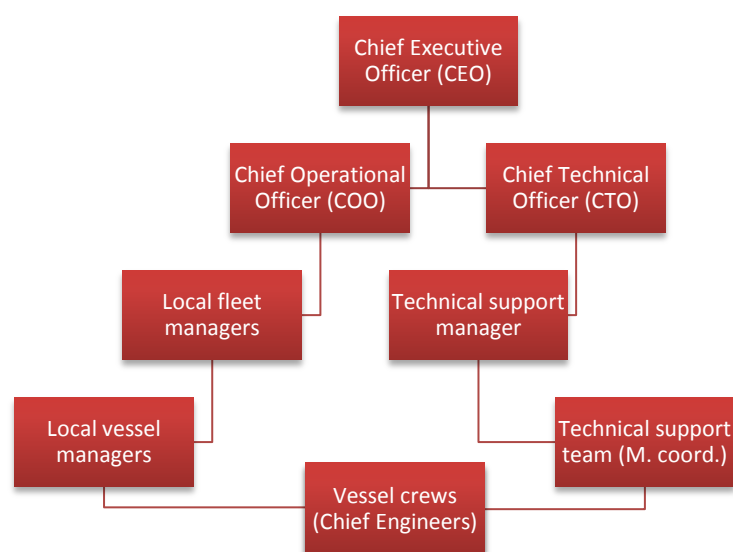 Chief Executive
Officer (CEO)
Chief Operational
Officer (COO)
Chief Technical
Officer (CTO)
Local fleet
managers
Technical support
manager
Local vessel
managers
Technical support
team (M. coord.)
Vessel crews
(Chief Engineers)